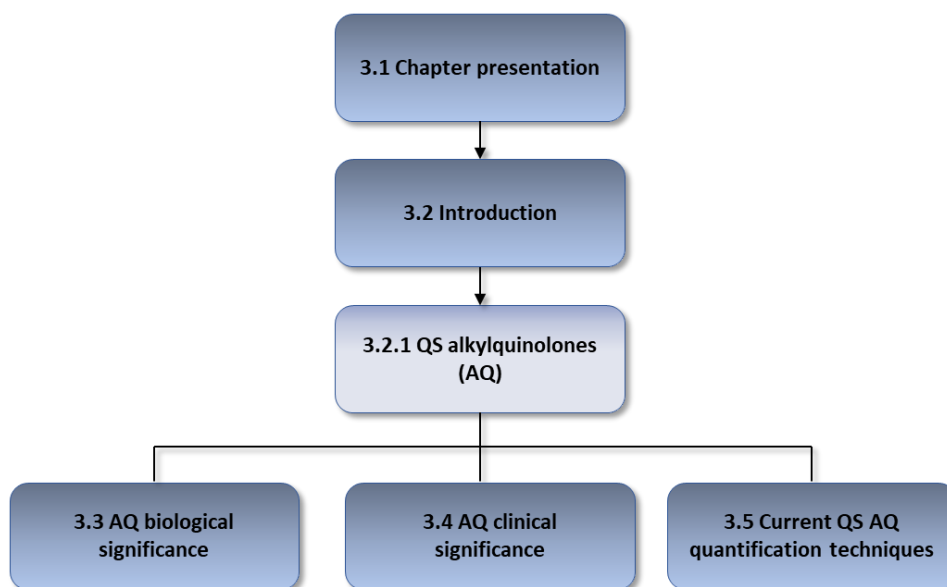 3.1 Chapter presentation
3.2 Introduction
3.2.1 QS alkylquinolones
(AQ)
3.3 AQ biological
significance
3.4 AQ clinical
significance
3.5 Current QS AQ
quantification techniques